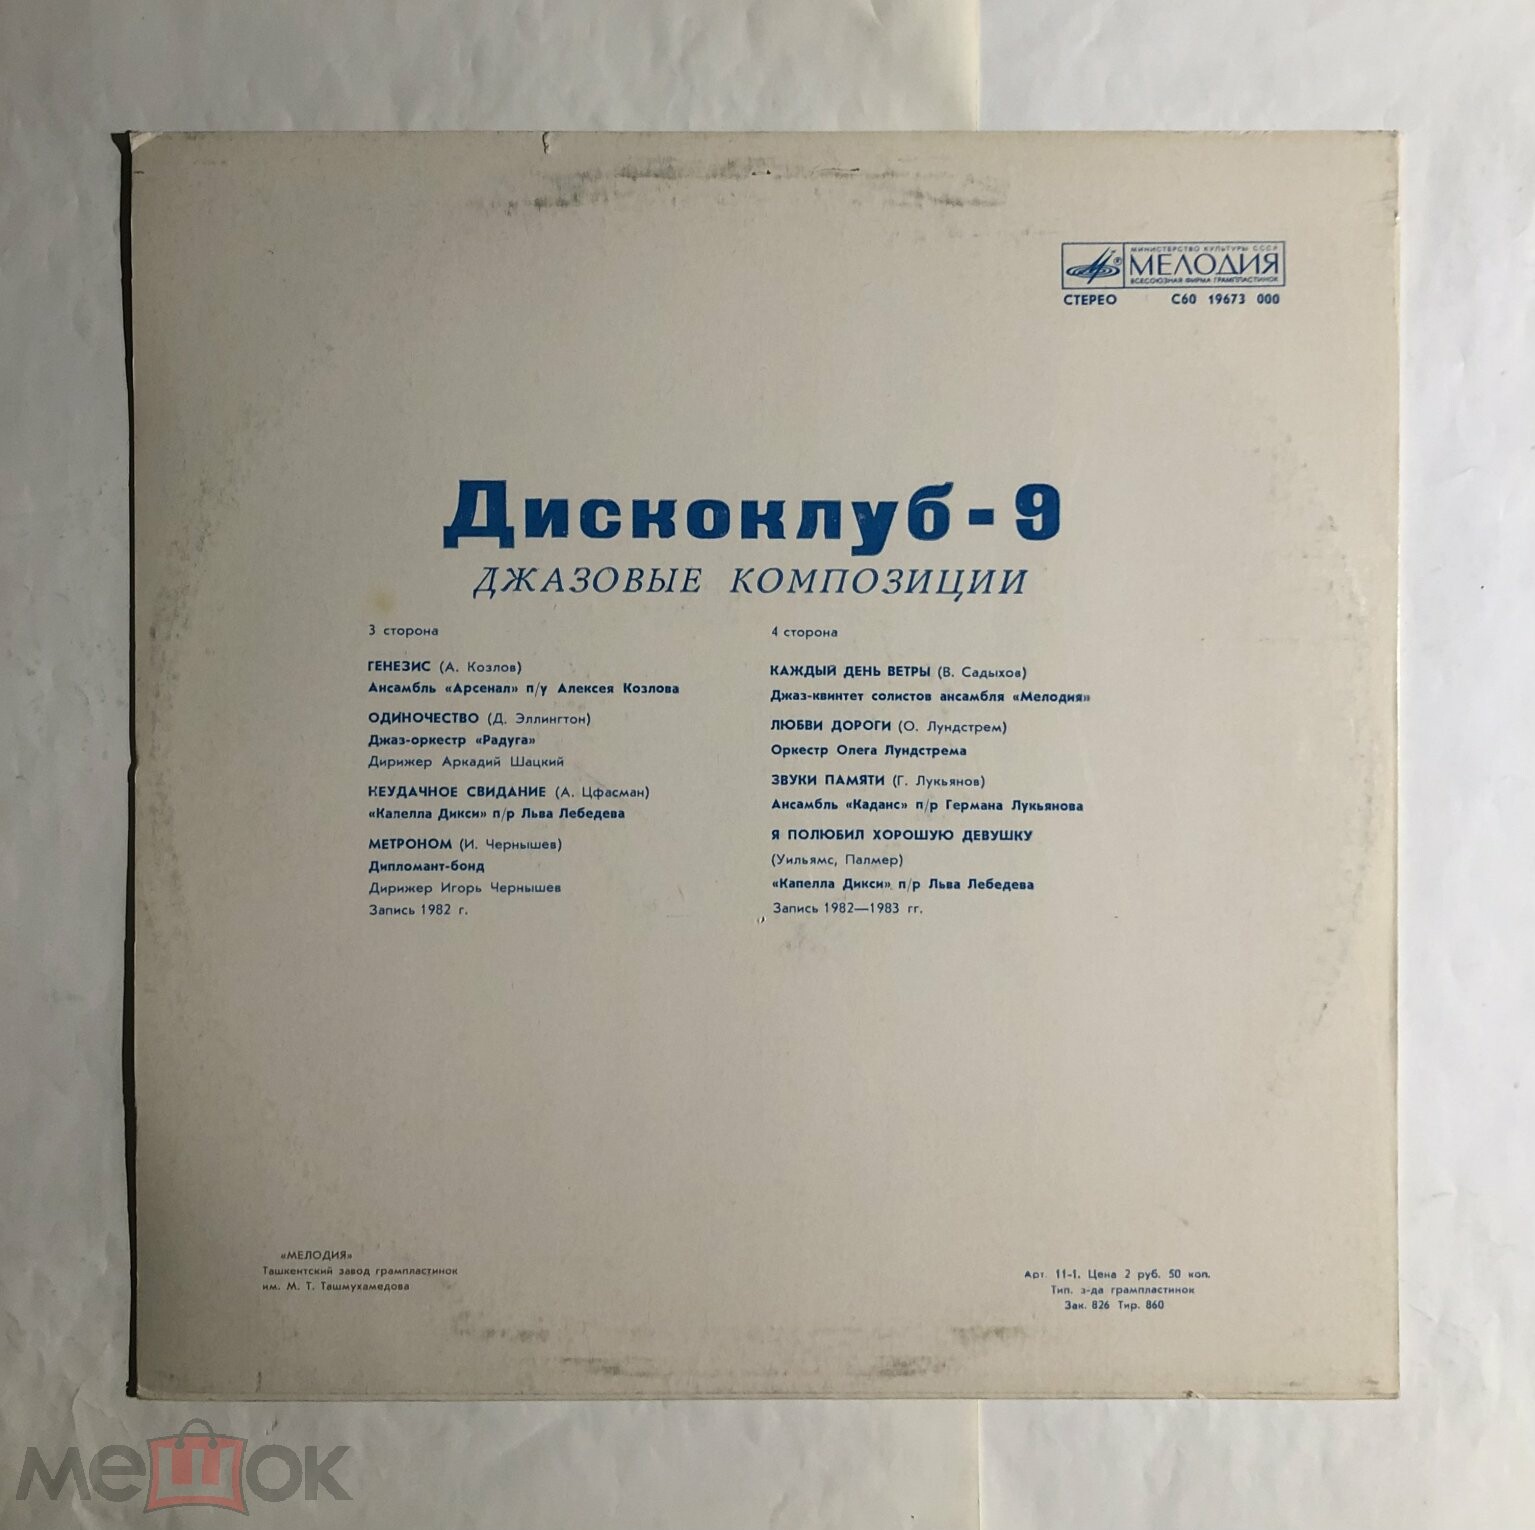 МИНИСТЕРСТВО КУЛЬТУРЫ СССР
МЕЛОДИЯ
ВСЕСОЮЗНАЯ ФИРМА ГРАМПЛАСТИНОК
СТЕРЕО С60 19673 000
Дискоклуб-9
ДЖАЗОВЫЕ КОМПОЗИЦИИ
3 сторона
ГЕНЕЗИС (А. Козлов)
Ансамбль «Арсенал» п/у Алексея Козлова
ОДИНОЧЕСТВО (Д. Эллингтон)
Джаз-оркестр «Радуга»
Дирижер Аркадий Шацкий
НЕУДАЧНОЕ СВИДАНИЕ (А. Цфасман)
«Капелла Дикси» п/р Льва Лебедева
МЕТРОНОМ (И. Чернышев)
Дипломант-бонд
Дирижер Игорь Чернышев
Запись 1982 г.
4 сторона
КАЖДЫЙ ДЕНЬ ВЕТРЫ (В. Садыхов)
Джаз-квинтет солистов ансамбля «Мелодия»
ЛЮБВИ ДОРОГИ (О. Лундстрем)
Оркестр Олега Лундстрема
ЗВУКИ ПАМЯТИ (Г. Лукьянов)
Ансамбль «Каданс» п/р Германа Лукьянова
Я ПОЛЮБИЛ ХОРОШУЮ ДЕВУШКУ
(Уильямс, Палмер)
«Капелла Дикси» п/р Льва Лебедева
Запись 1982—1983 гг.
«МЕЛОДИЯ»
Ташкентский завод грампластинок
им. М. Т. Ташмухамедова
Арт. 11-1. Цена 2 руб. 50 коп.
Тип. з-да грампластинок
Зак. 826 Тир. 860
мешок